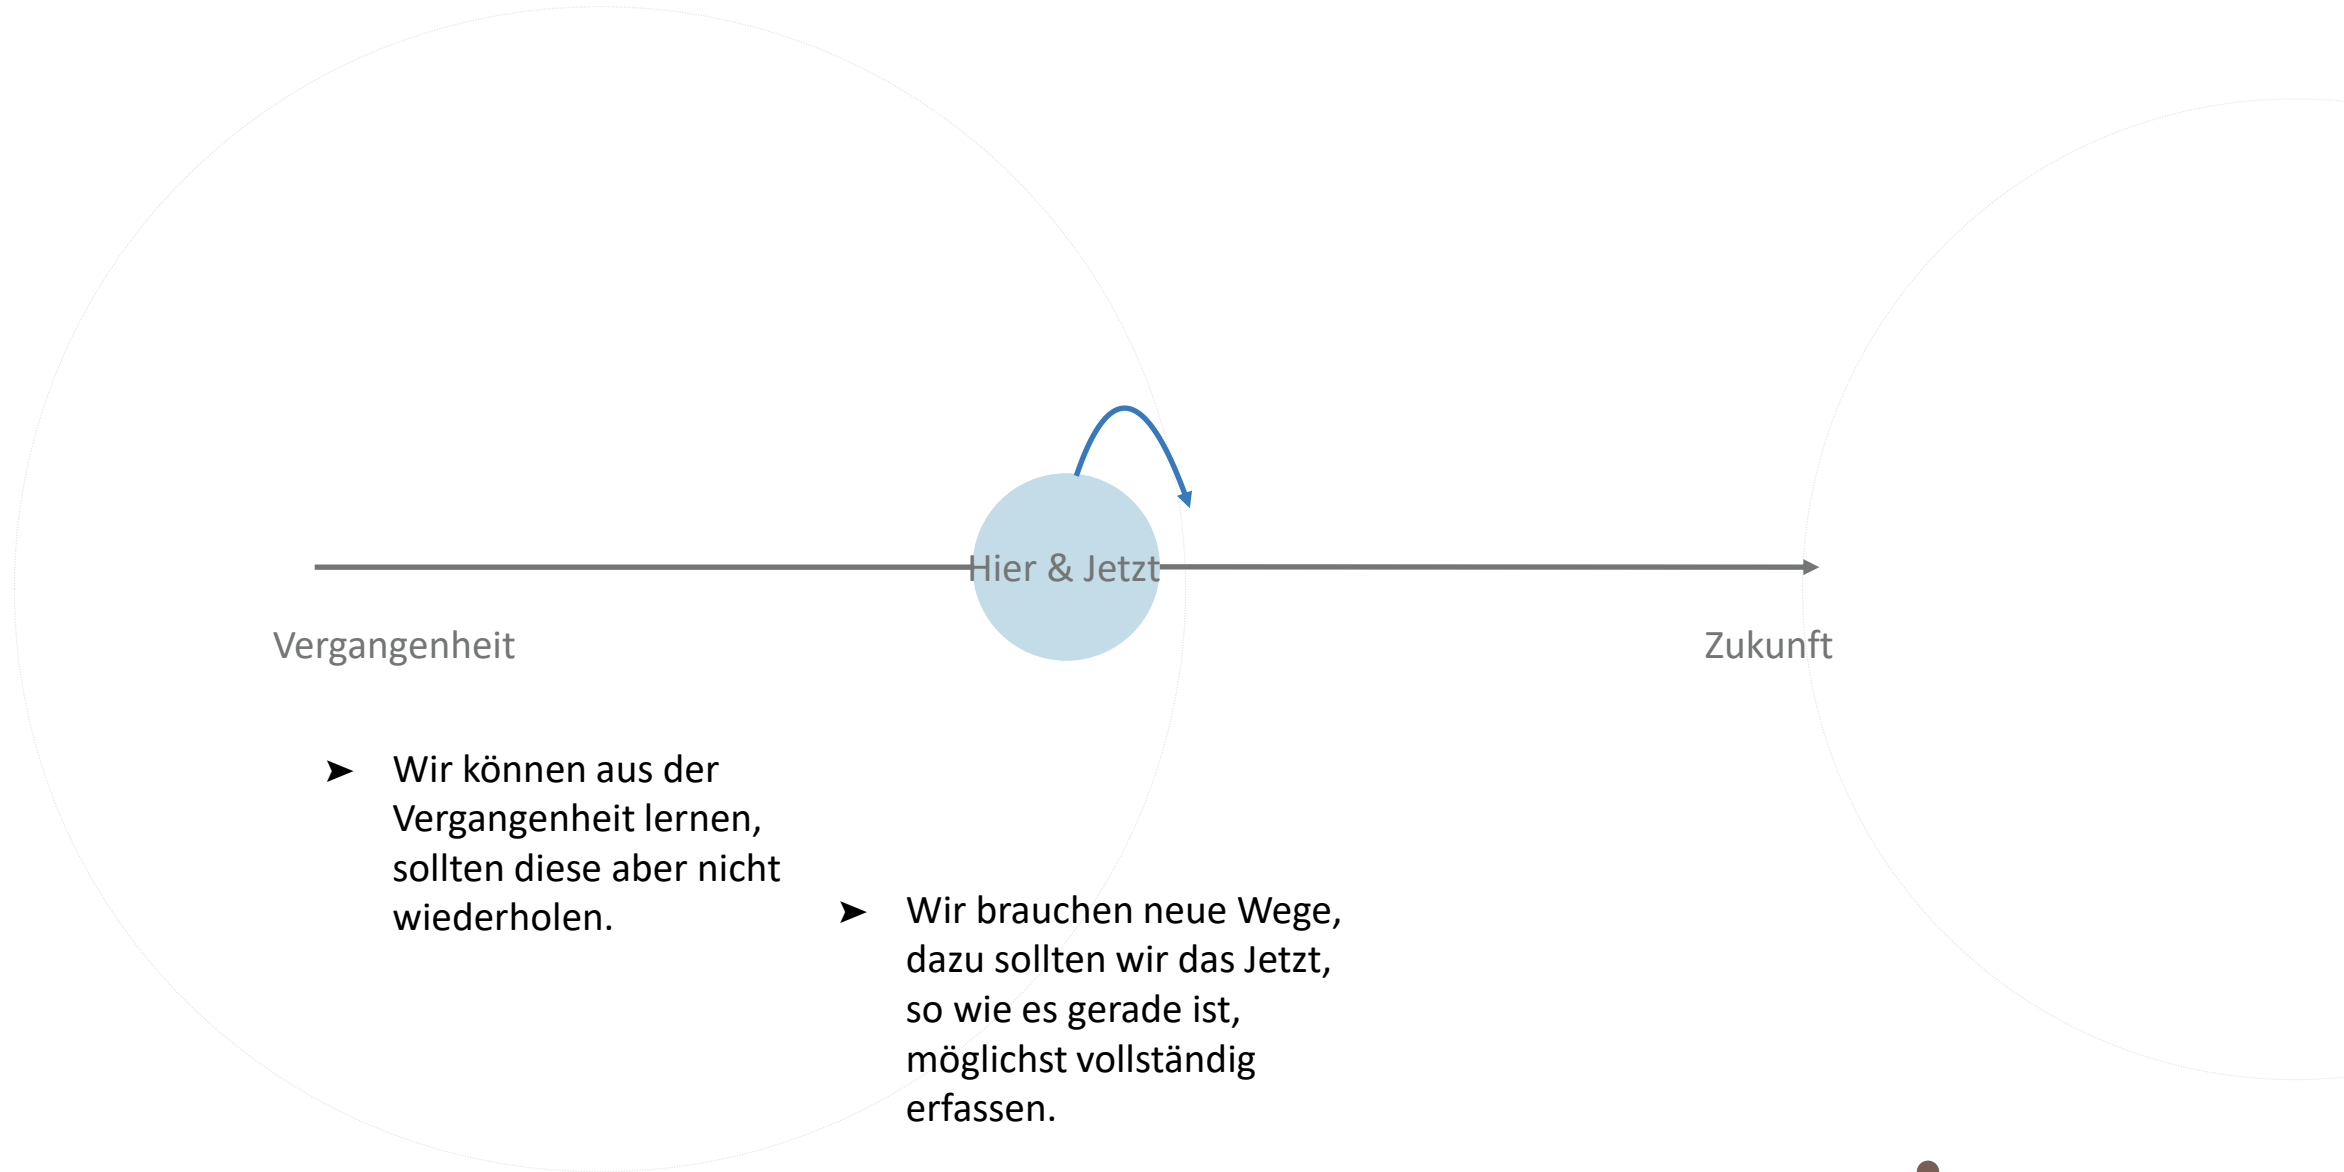 Hier & Jetzt
Vergangenheit
Zukunft
➤ Wir können aus der
Vergangenheit lernen,
sollten diese aber nicht
wiederholen.
➤ Wir brauchen neue Wege,
dazu sollten wir das Jetzt,
so wie es gerade ist,
möglichst vollständig
erfassen.